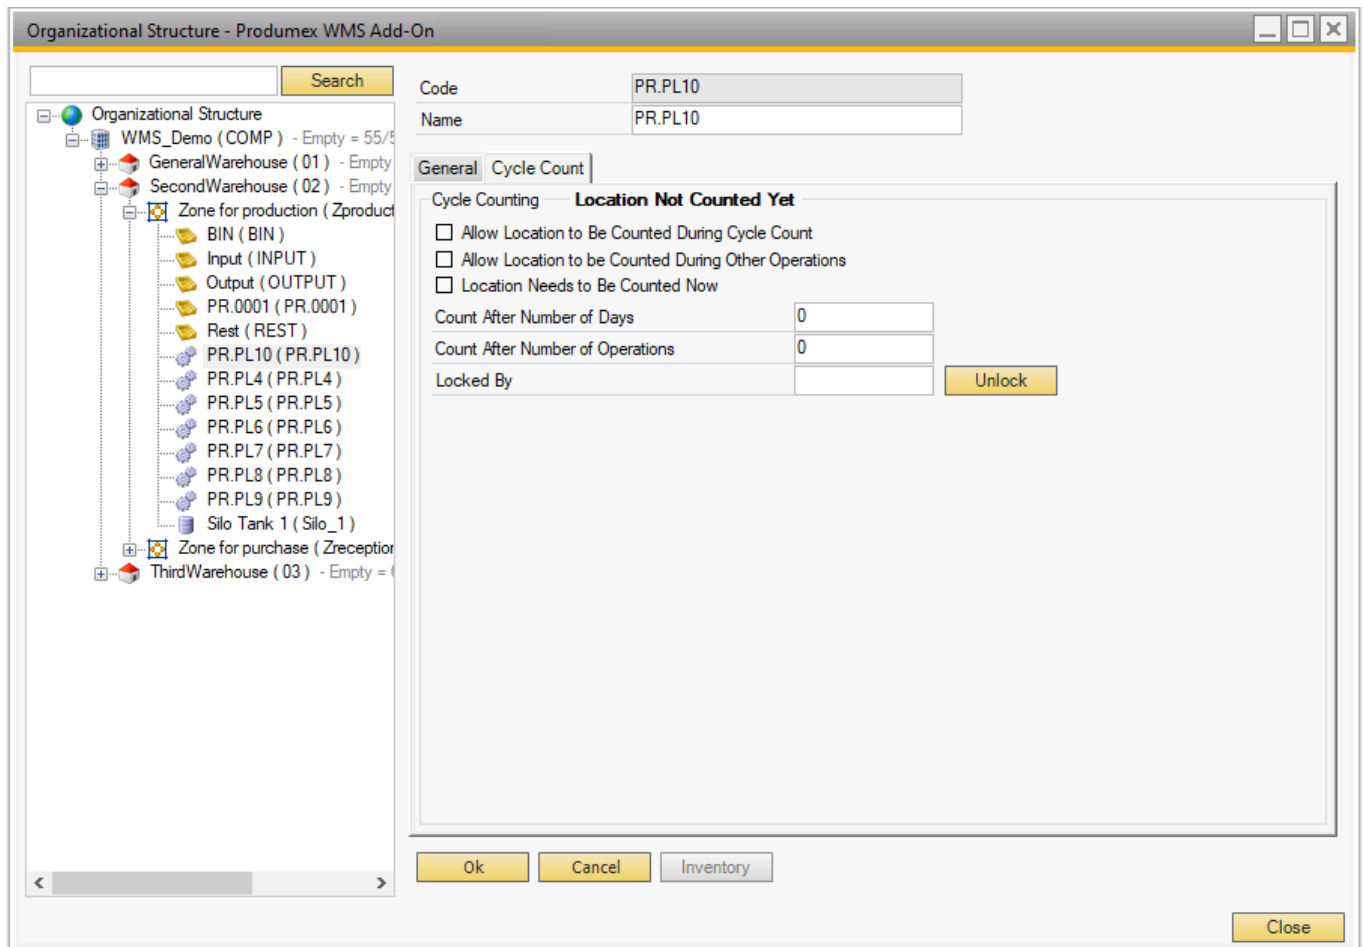 Organizational Structure - Produmex WMS Add-On
Search
Organizational Structure
WMS_Demo ( COMP ) - Empty = 55/5
GeneralWarehouse ( 01 ) - Empty
SecondWarehouse ( 02 ) - Empty
Zone for production ( Zproduct
BIN ( BIN )
Input ( INPUT )
Output ( OUTPUT )
PR.0001 ( PR.0001 )
Rest ( REST )
PR.PL10 ( PR.PL10 )
PR.PL4 ( PR.PL4 )
PR.PL5 ( PR.PL5 )
PR.PL6 ( PR.PL6 )
PR.PL7 ( PR.PL7 )
PR.PL8 ( PR.PL8 )
PR.PL9 ( PR.PL9 )
Silo Tank 1 ( Silo_1 )
Zone for purchase ( Zreception
ThirdWarehouse ( 03 ) - Empty =
Code PR.PL10
Name PR.PL10
General Cycle Count
Cycle Counting Location Not Counted Yet
Allow Location to Be Counted During Cycle Count
Allow Location to be Counted During Other Operations
Location Needs to Be Counted Now
Count After Number of Days 0
Count After Number of Operations 0
Locked By Unlock
Ok Cancel Inventory
Close